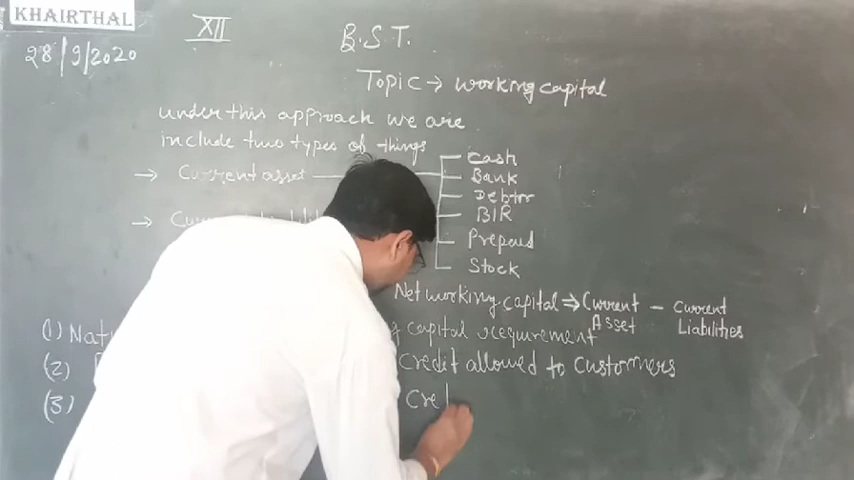 KHAIRTHAL
28/9/2020
XII
B.S.T.
Topic → working capital
under this approach we are
include two types of things
→ Current asset
Cash
Bank
Debtor
B/R
Prepaid
Stock
→
Net working capital ⇒ Current Asset - Current Liabilities
(1) capital requirement
(2) Credit allowed to Customers
(3) Cre